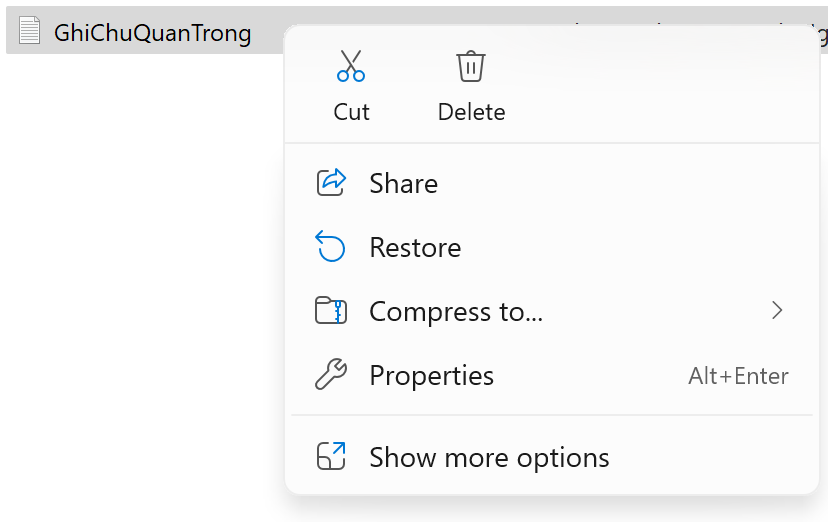 GhiChuQuanTrong
Cut
Delete
Share
Restore
Compress to...
Properties
Alt+Enter
Show more options